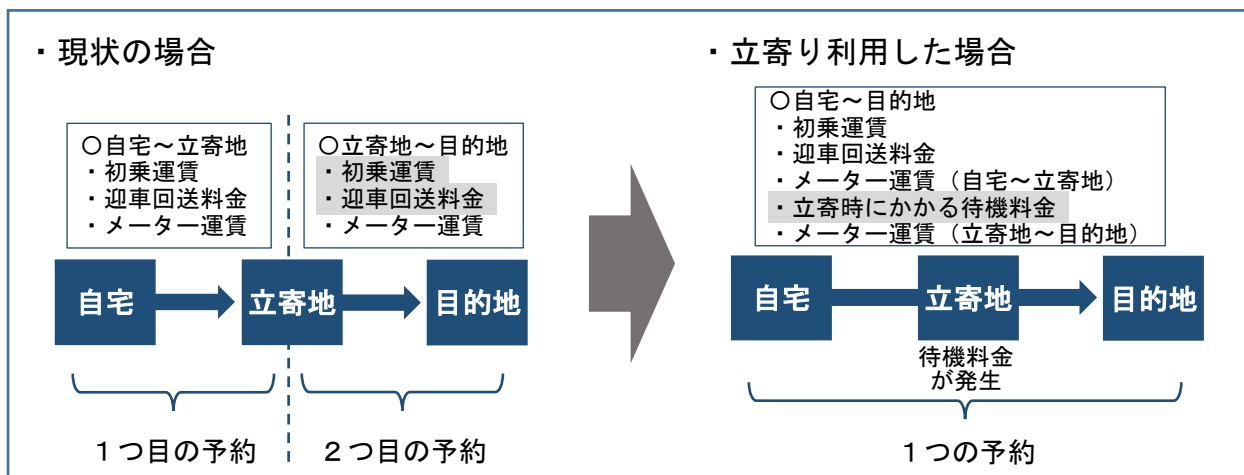 ・現状の場合
〇自宅～立寄地
・初乗運賃
・迎車回送料金
・メーター運賃
〇立寄地～目的地
・初乗運賃
・迎車回送料金
・メーター運賃
自宅
立寄地
目的地
１つ目の予約
２つ目の予約
・立寄り利用した場合
〇自宅～目的地
・初乗運賃
・迎車回送料金
・メーター運賃（自宅～立寄地）
・立寄時にかかる待機料金
・メーター運賃（立寄地～目的地）
自宅
立寄地
目的地
待機料金
が発生
１つの予約